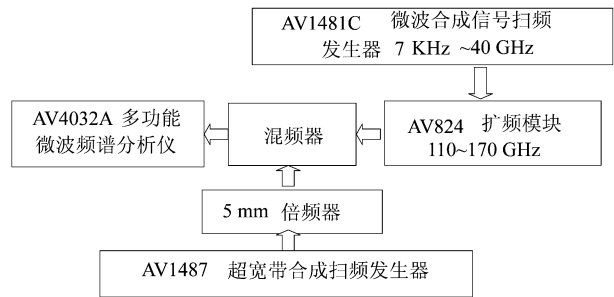 AV1481C 微波合成信号扫频
发生器 7 KHz ~40 GHz
AV4032A 多功能
微波频谱分析仪
混频器
AV824 扩频模块
110~170 GHz
5 mm 倍频器
AV1487 超宽带合成扫频发生器